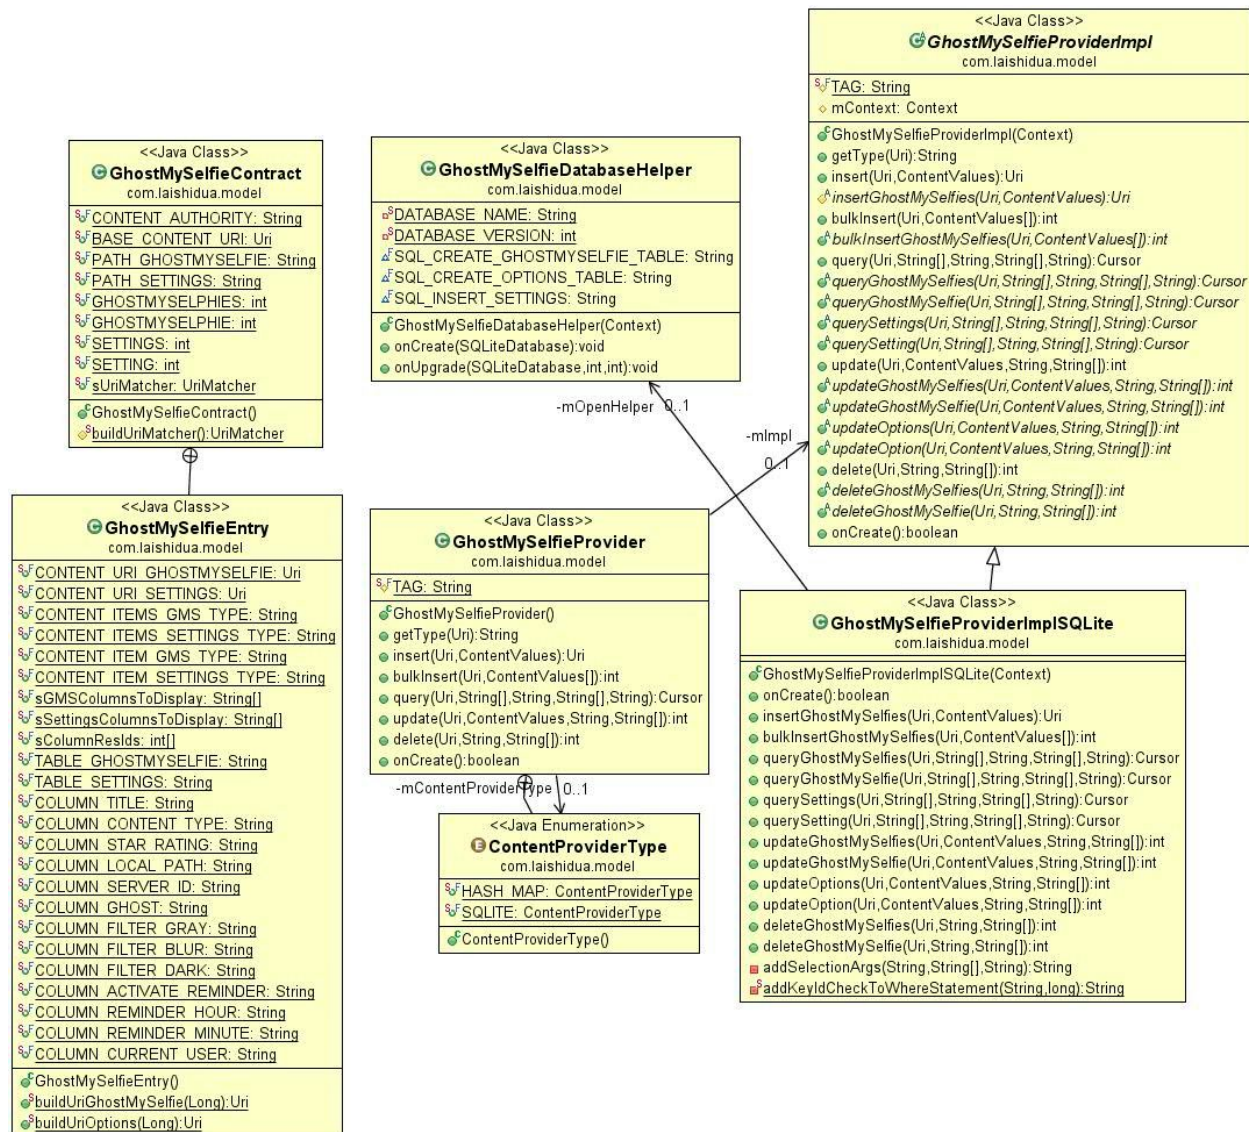 <<Java Class>>
GhostMySelfieProviderImpl
com.laishidua.model
TAG: String
mContext: Context
GhostMySelfieProviderImpl(Context)
getType(Uri):String
insert(Uri,ContentValues):Uri
insertGhostMySelfies(Uri,ContentValues):Uri
bulkInsert(Uri,ContentValues[]):int
bulkInsertGhostMySelfies(Uri,ContentValues[]):int
query(Uri,String[],String,String[],String):Cursor
queryGhostMySelfies(Uri,String[],String,String[],String):Cursor
queryGhostMySelfie(Uri,String[],String,String[],String):Cursor
querySettings(Uri,String[],String,String[],String):Cursor
querySetting(Uri,String[],String,String[],String):Cursor
update(Uri,ContentValues,String,String[]):int
updateGhostMySelfies(Uri,ContentValues,String,String[]):int
updateGhostMySelfie(Uri,ContentValues,String,String[]):int
updateOptions(Uri,ContentValues,String,String[]):int
updateOption(Uri,ContentValues,String,String[]):int
delete(Uri,String,String[]):int
deleteGhostMySelfies(Uri,String,String[]):int
deleteGhostMySelfie(Uri,String,String[]):int
onCreate():boolean
<<Java Class>>
GhostMySelfieContract
com.laishidua.model
CONTENT_AUTHORITY: String
BASE_CONTENT_URI: Uri
PATH_GHOSTMYSELFIE: String
PATH_SETTINGS: String
GHOSTMYSELPHIES: int
GHOSTMYSELPHIE: int
SETTINGS: int
SETTING: int
sUriMatcher: UriMatcher
GhostMySelfieContract()
buildUriMatcher():UriMatcher
<<Java Class>>
GhostMySelfieDatabaseHelper
com.laishidua.model
DATABASE_NAME: String
DATABASE_VERSION: int
SQL_CREATE_GHOSTMYSELFIE_TABLE: String
SQL_CREATE_OPTIONS_TABLE: String
SQL_INSERT_SETTINGS: String
GhostMySelfieDatabaseHelper(Context)
onCreate(SQLiteDatabase):void
onUpgrade(SQLiteDatabase,int,int):void
-mOpenHelper 0..1
-mImpl
0..1
<<Java Class>>
GhostMySelfieEntry
com.laishidua.model
CONTENT_URI_GHOSTMYSELFIE: Uri
CONTENT_URI_SETTINGS: Uri
CONTENT_ITEMS_GMS_TYPE: String
CONTENT_ITEMS_SETTINGS_TYPE: String
CONTENT_ITEM_GMS_TYPE: String
CONTENT_ITEM_SETTINGS_TYPE: String
sGMSColumnsToDisplay: String[]
sSettingsColumnsToDisplay: String[]
sColumnResIds: int[]
TABLE_GHOSTMYSELFIE: String
TABLE_SETTINGS: String
COLUMN_TITLE: String
COLUMN_CONTENT_TYPE: String
COLUMN_STAR_RATING: String
COLUMN_LOCAL_PATH: String
COLUMN_SERVER_ID: String
COLUMN_GHOST: String
COLUMN_FILTER_GRAY: String
COLUMN_FILTER_BLUR: String
COLUMN_FILTER_DARK: String
COLUMN_ACTIVATE_REMINDER: String
COLUMN_REMINDER_HOUR: String
COLUMN_REMINDER_MINUTE: String
COLUMN_CURRENT_USER: String
GhostMySelfieEntry()
buildUriGhostMySelfie(Long):Uri
buildUriOptions(Long):Uri
<<Java Class>>
GhostMySelfieProvider
com.laishidua.model
TAG: String
GhostMySelfieProvider()
getType(Uri):String
insert(Uri,ContentValues):Uri
bulkInsert(Uri,ContentValues[]):int
query(Uri,String[],String,String[],String):Cursor
update(Uri,ContentValues,String,String[]):int
delete(Uri,String,String[]):int
onCreate():boolean
-mContentProviderType 0..1
<<Java Enumeration>>
ContentProviderType
com.laishidua.model
HASH_MAP: ContentProviderType
SQLITE: ContentProviderType
ContentProviderType()
<<Java Class>>
GhostMySelfieProviderImplSQLite
com.laishidua.model
GhostMySelfieProviderImplSQLite(Context)
onCreate():boolean
insertGhostMySelfies(Uri,ContentValues):Uri
bulkInsertGhostMySelfies(Uri,ContentValues[]):int
queryGhostMySelfies(Uri,String[],String,String[],String):Cursor
queryGhostMySelfie(Uri,String[],String,String[],String):Cursor
querySettings(Uri,String[],String,String[],String):Cursor
querySetting(Uri,String[],String,String[],String):Cursor
updateGhostMySelfies(Uri,ContentValues,String,String[]):int
updateGhostMySelfie(Uri,ContentValues,String,String[]):int
updateOptions(Uri,ContentValues,String,String[]):int
updateOption(Uri,ContentValues,String,String[]):int
deleteGhostMySelfies(Uri,String,String[]):int
deleteGhostMySelfie(Uri,String,String[]):int
addSelectionArgs(String,String[],String):String
addKeyIdCheckToWhereStatement(String,long):String